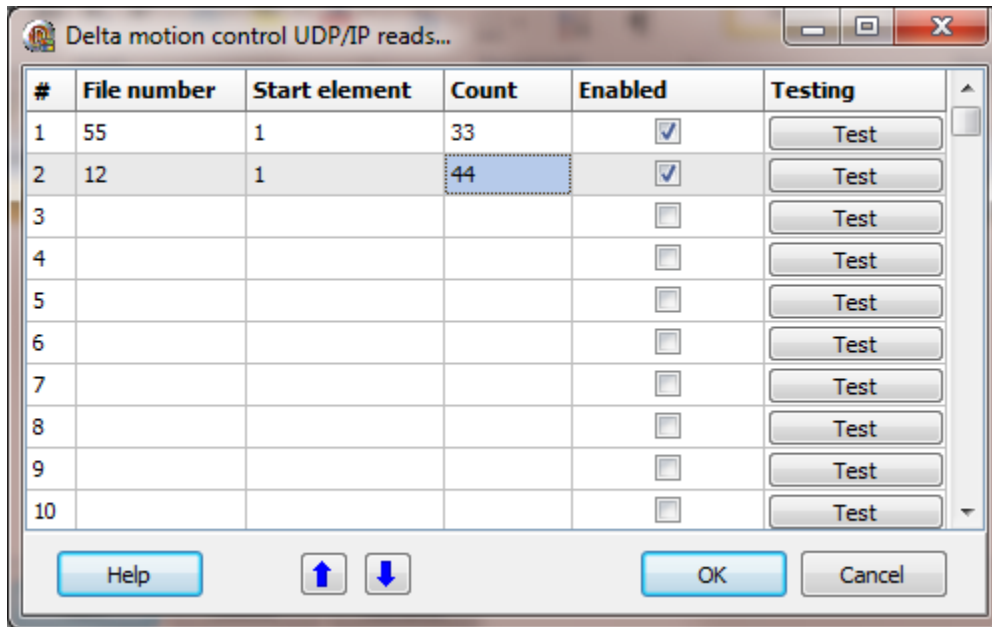 Delta motion control UDP/IP reads...
# File number Start element Count Enabled Testing
1 55 1 33 Test
2 12 1 44 Test
3 Test
4 Test
5 Test
6 Test
7 Test
8 Test
9 Test
10 Test
Help OK Cancel